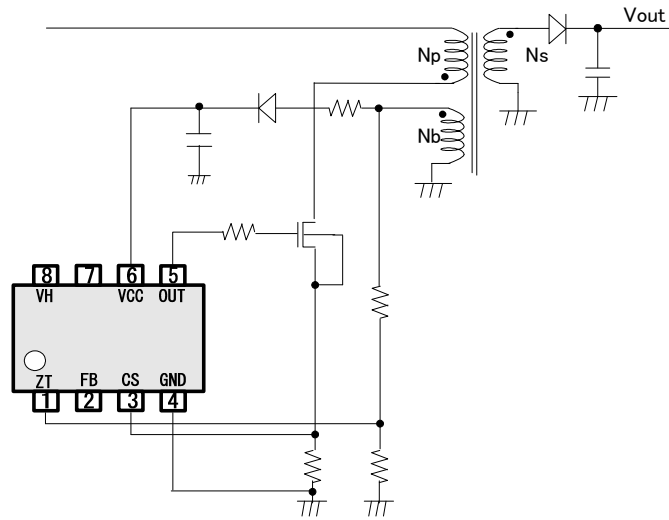 Vout
Np
Ns
Nb
8 7 6 5
VH VCC OUT
ZT FB CS GND
1 2 3 4